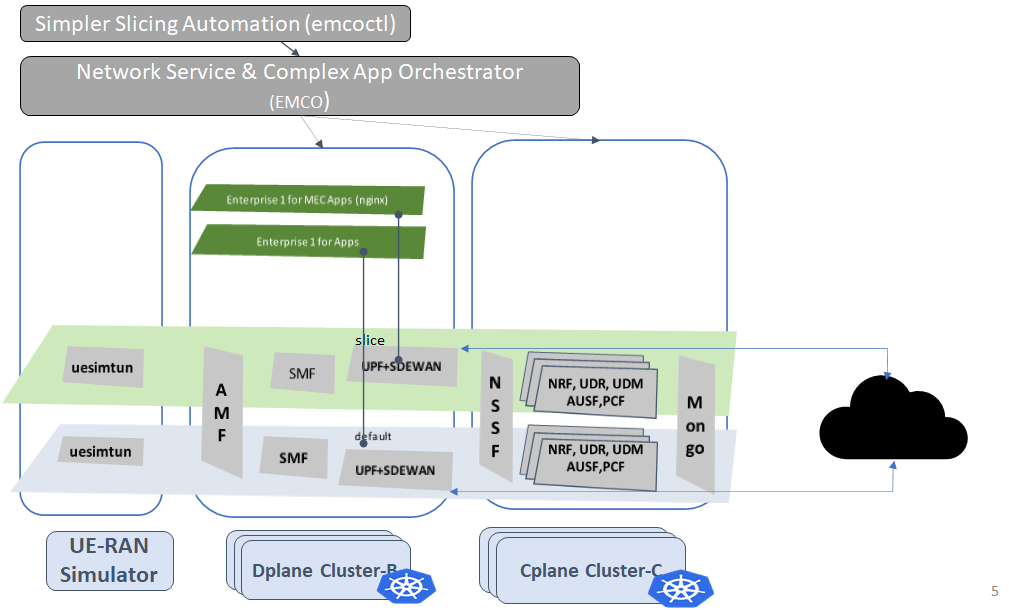 Simpler Slicing Automation (emcoctl)
Network Service & Complex App Orchestrator
(EMCO)
Enterprise 1 for MEC Apps (nginx)
Enterprise 1 for Apps
slice
uesimtun
A
M
F
SMF
UPF+SDEWAN
N
S
S
F
NRF, UDR, UDM
AUSF,PCF
M
on
go
default
uesimtun
SMF
UPF+SDEWAN
NRF, UDR, UDM
AUSF,PCF
UE-RAN
Simulator
Dplane Cluster-B
Cplane Cluster-C
5